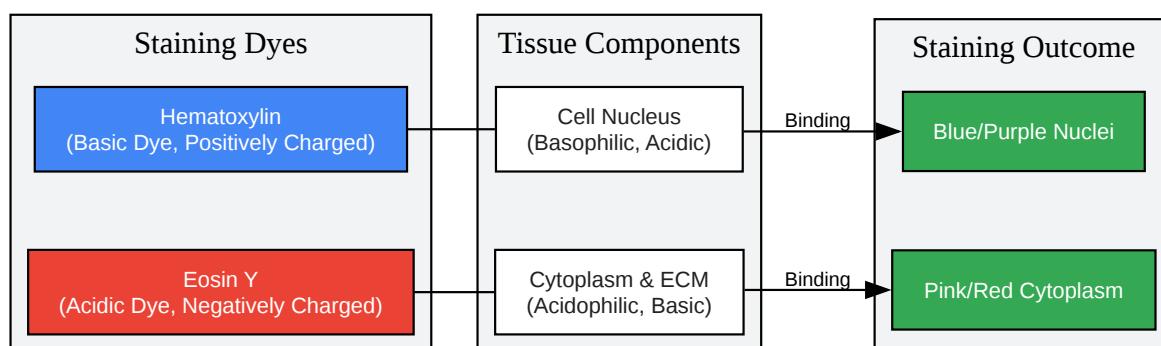 Staining Dyes
Hematoxylin
(Basic Dye, Positively Charged)
Eosin Y
(Acidic Dye, Negatively Charged)
Tissue Components
Cell Nucleus
(Basophilic, Acidic)
Cytoplasm & ECM
(Acidophilic, Basic)
Binding
Binding
Staining Outcome
Blue/Purple Nuclei
Pink/Red Cytoplasm